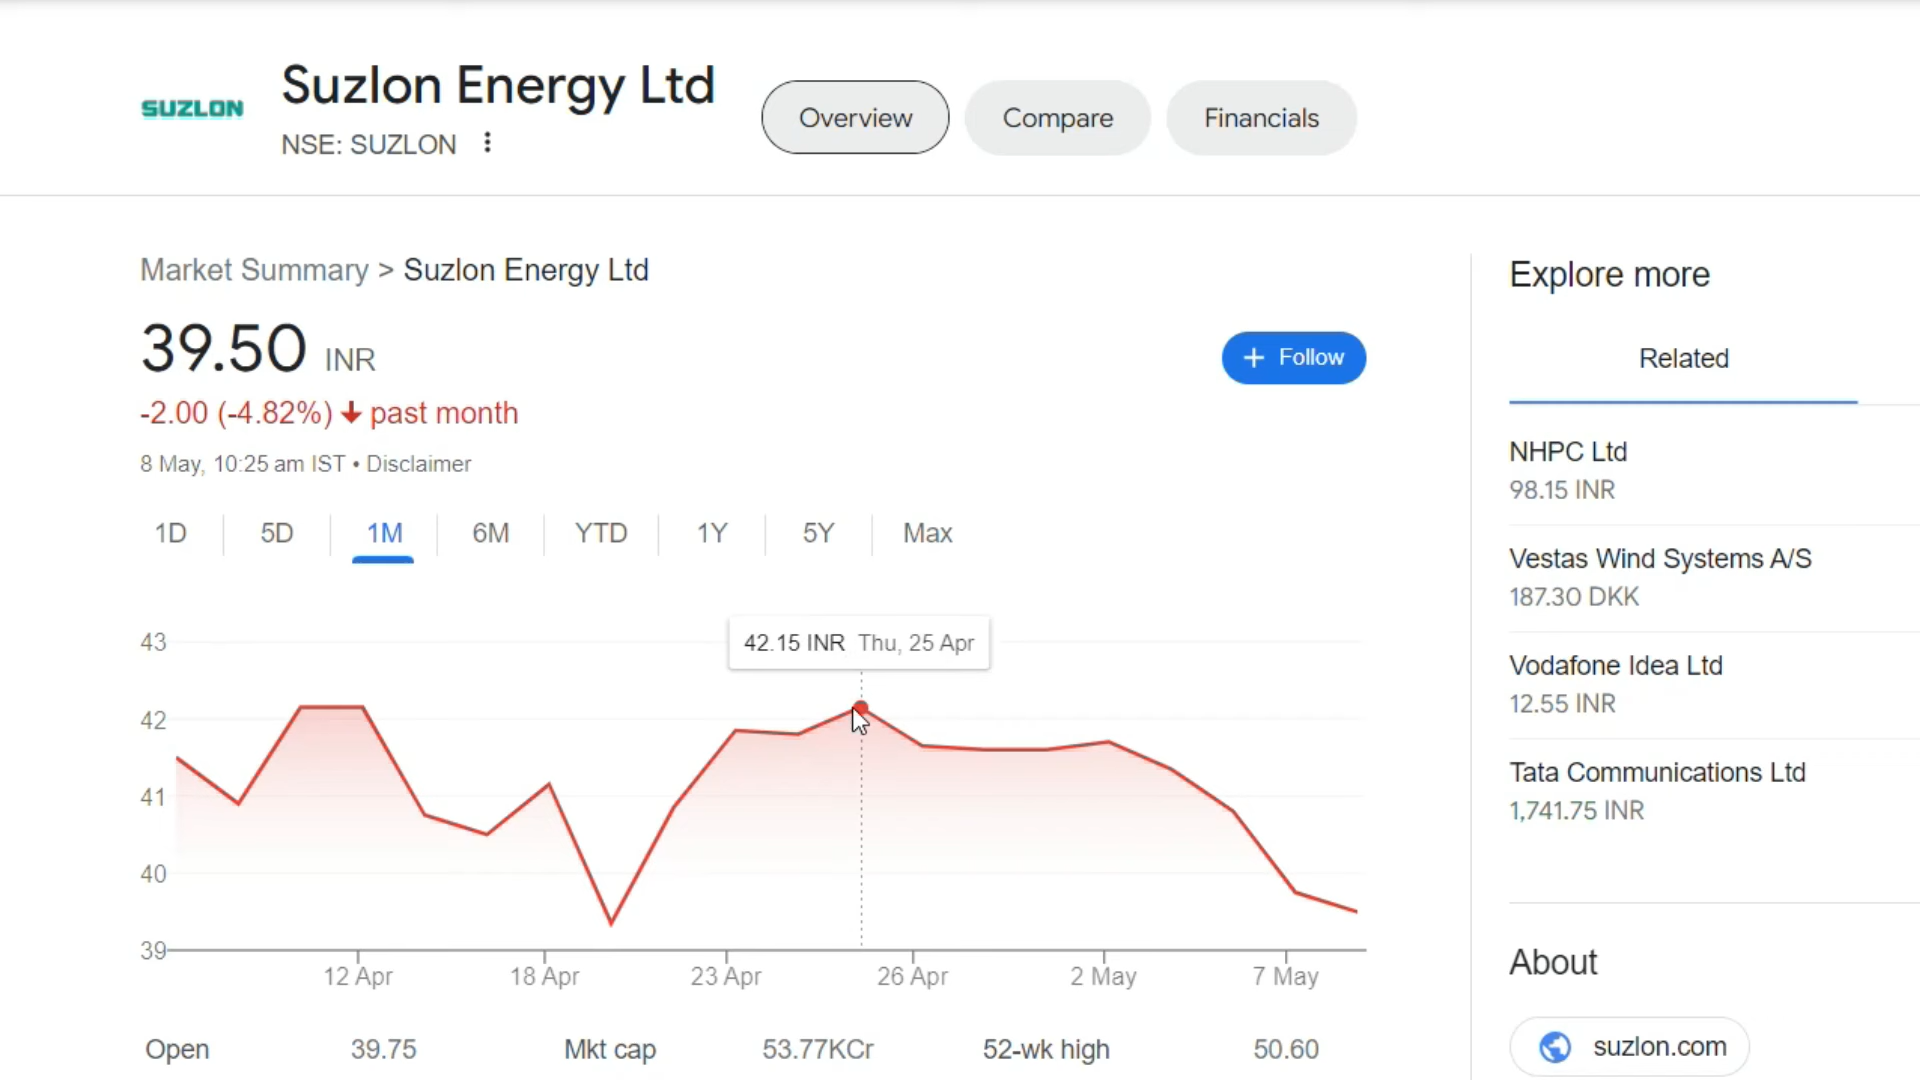 SUZLON
Suzlon Energy Ltd
NSE: SUZLON
Overview
Compare
Financials
Market Summary > Suzlon Energy Ltd
39.50 INR
+ Follow
-2.00 (-4.82%) ↓ past month
8 May, 10:25 am IST • Disclaimer
1D 5D 1M 6M YTD 1Y 5Y Max
42.15 INR Thu, 25 Apr
43
42
41
40
39
12 Apr 18 Apr 23 Apr 26 Apr 2 May 7 May
Open 39.75 Mkt cap 53.77KCr 52-wk high 50.60
Explore more
Related
NHPC Ltd
98.15 INR
Vestas Wind Systems A/S
187.30 DKK
Vodafone Idea Ltd
12.55 INR
Tata Communications Ltd
1,741.75 INR
About
suzlon.com